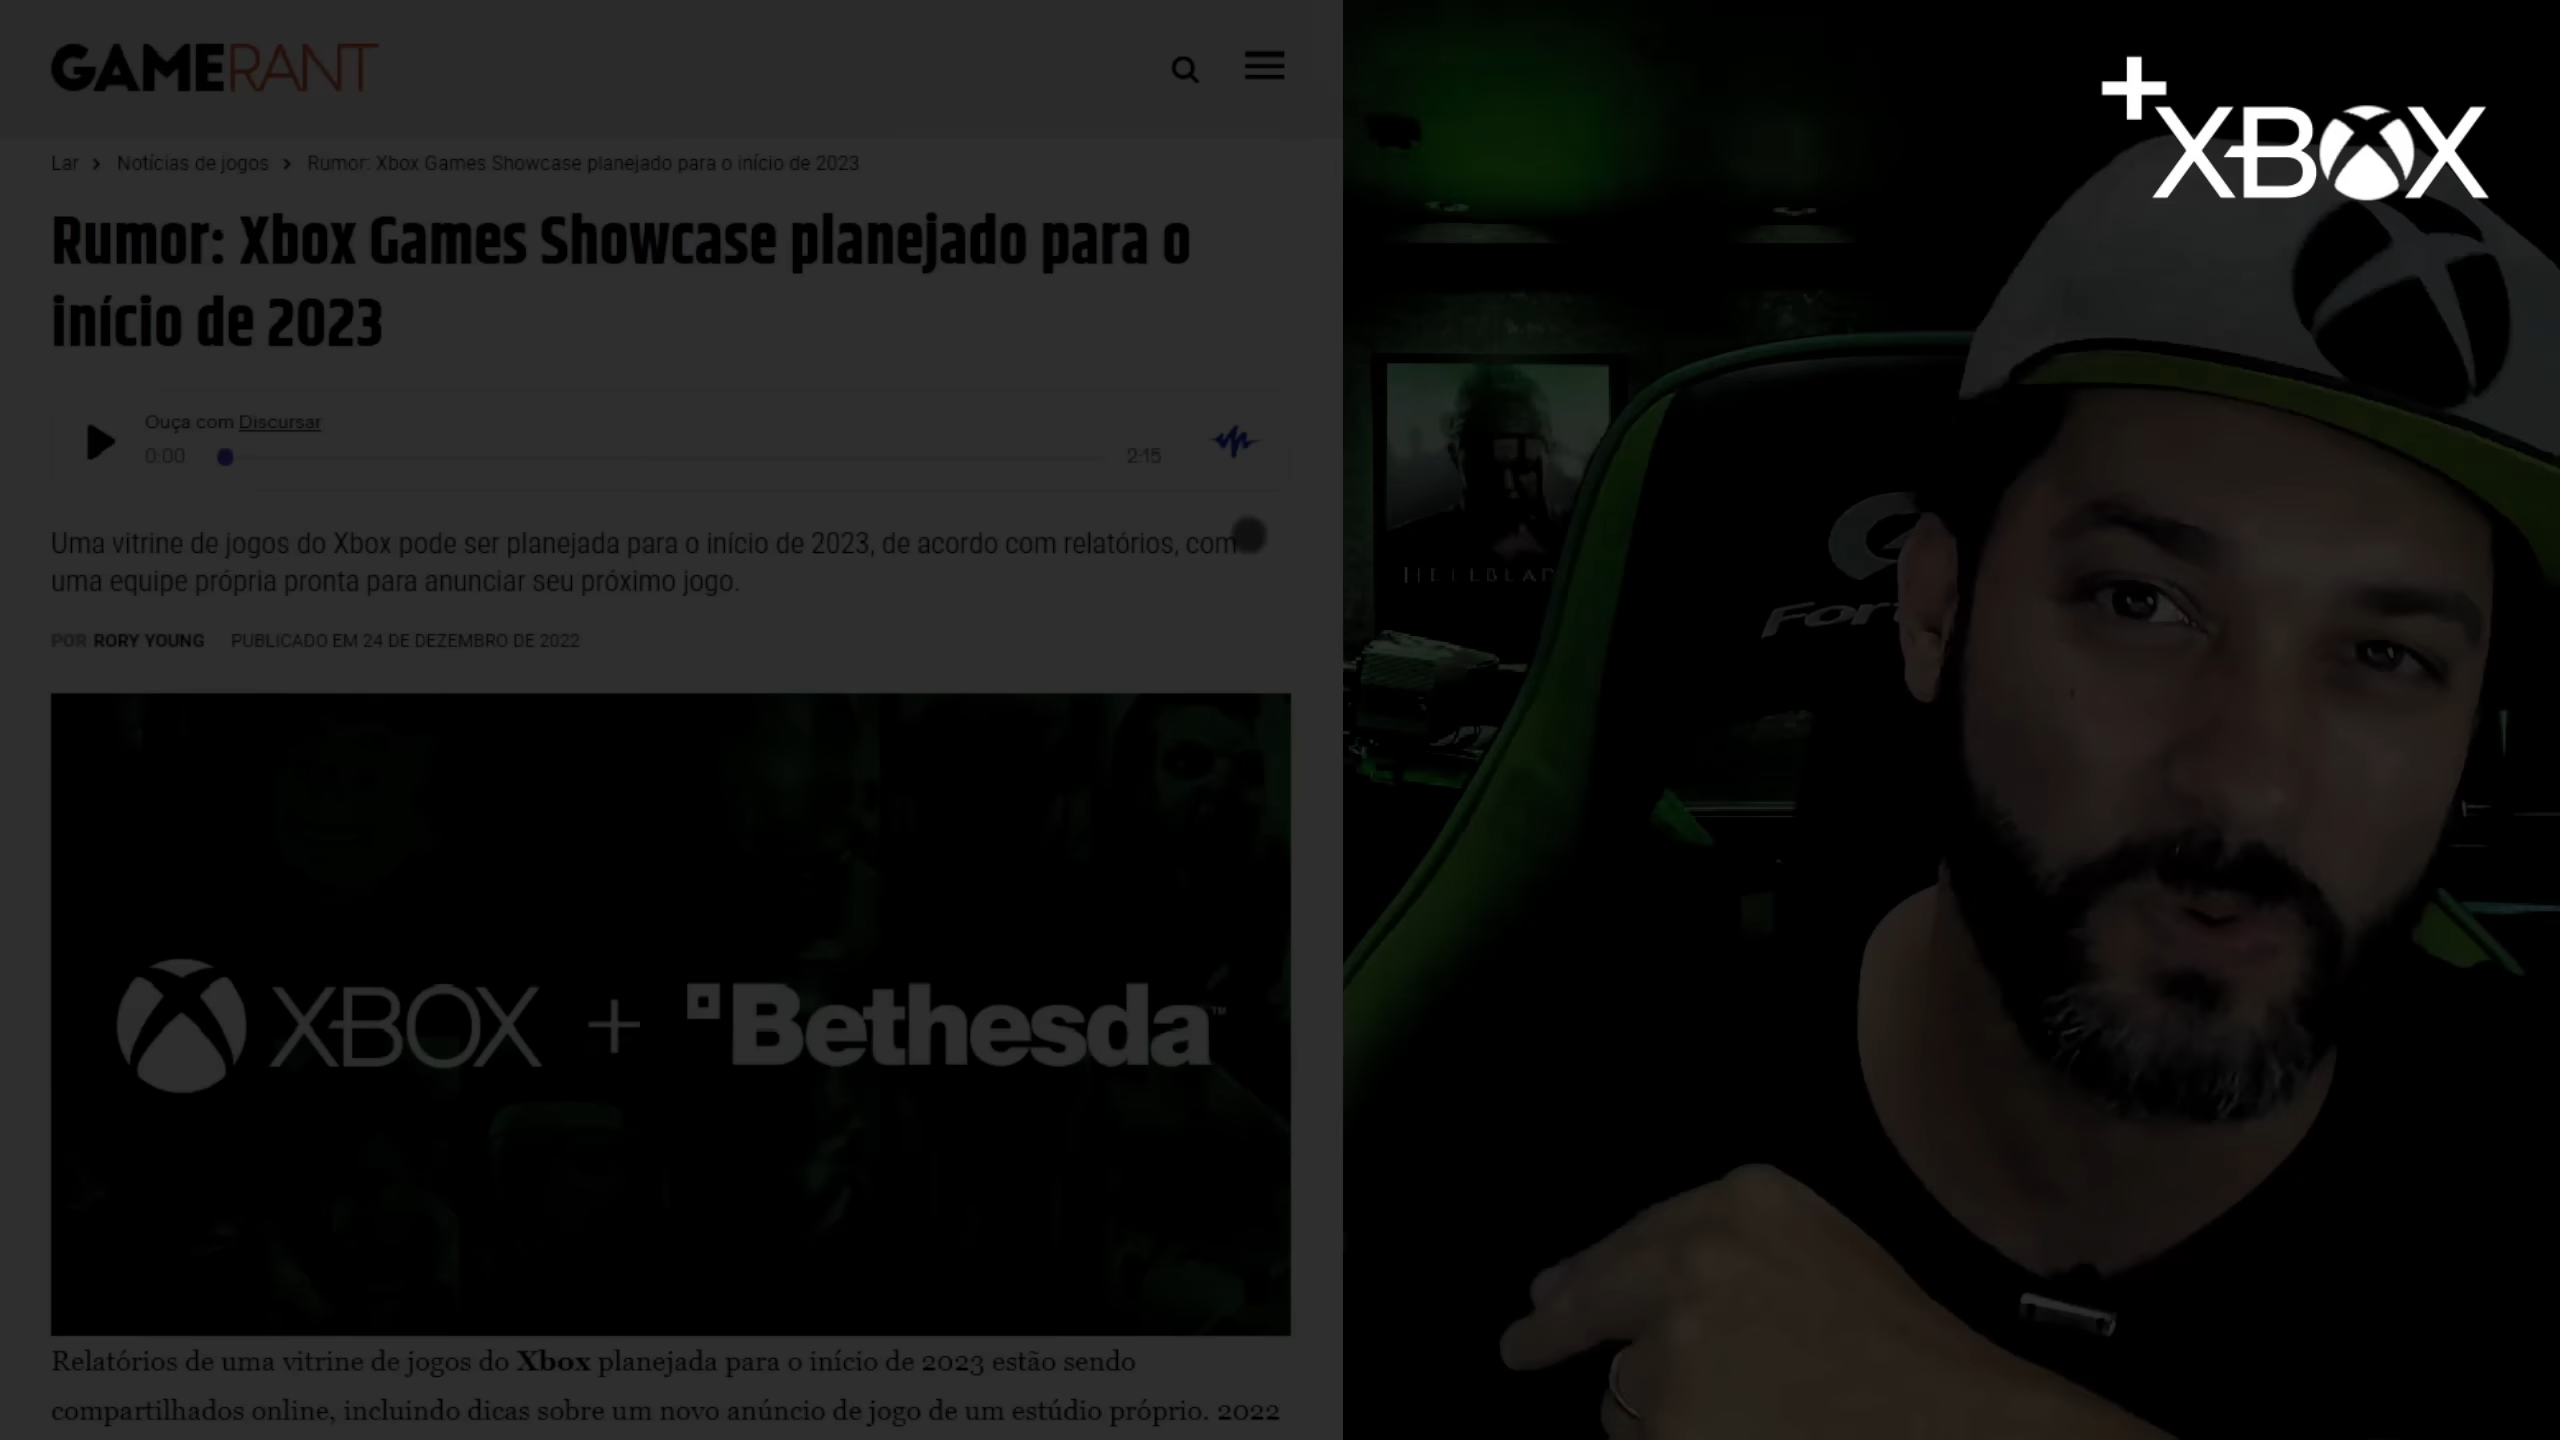 GAMERANT
Lar > Notícias de jogos > Rumor: Xbox Games Showcase planejado para o início de 2023
Rumor: Xbox Games Showcase planejado para o
início de 2023
Ouça com Discursar
0:00
2:15
Uma vitrine de jogos do Xbox pode ser planejada para o início de 2023, de acordo com relatórios, com
uma equipe própria pronta para anunciar seu próximo jogo.
POR RORY YOUNG PUBLICADO EM 24 DE DEZEMBRO DE 2022
XBOX + Bethesda™
Relatórios de uma vitrine de jogos do Xbox planejada para o início de 2023 estão sendo
compartilhados online, incluindo dicas sobre um novo anúncio de jogo de um estúdio próprio. 2022
+XBOX
HELLBLAD
For